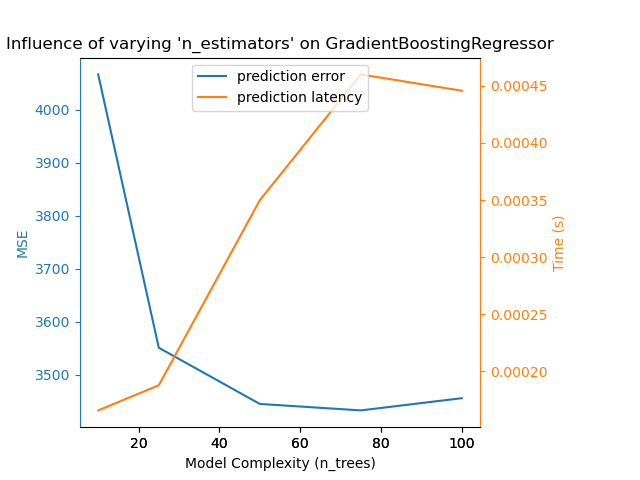 Influence of varying 'n_estimators' on GradientBoostingRegressor
prediction error
prediction latency
4000
3900
3800
3700
3600
3500
MSE
0.00045
0.00040
0.00035
0.00030
0.00025
0.00020
Time (s)
20 40 60 80 100
Model Complexity (n_trees)